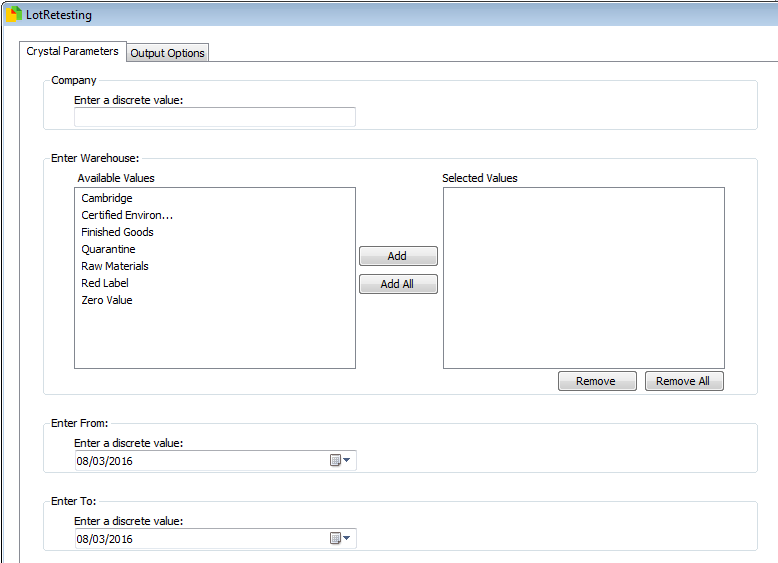 LotRetesting
Crystal Parameters Output Options
Company
Enter a discrete value:
Enter Warehouse:
Available Values Selected Values
Cambridge
Certified Environ...
Finished Goods
Quarantine
Raw Materials
Red Label
Zero Value
Add
Add All
Remove Remove All
Enter From:
Enter a discrete value:
08/03/2016
Enter To:
Enter a discrete value:
08/03/2016